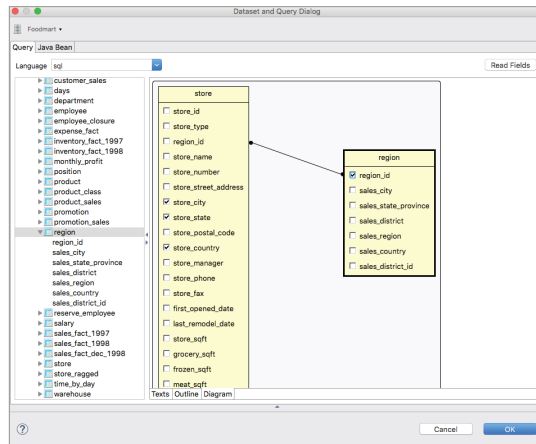 Dataset and Query Dialog
Foodmart
Query Java Bean
Language sql
Read Fields
customer_sales
days
department
employee
employee_closure
expense_fact
inventory_fact_1997
inventory_fact_1998
monthly_profit
position
product
product_class
product_sales
promotion
promotion_sales
region
region_id
sales_city
sales_state_province
sales_district
sales_region
sales_country
sales_district_id
reserve_employee
salary
sales_fact_1997
sales_fact_1998
sales_fact_dec_1998
store
store_ragged
time_by_day
warehouse
store
store_id
store_type
region_id
store_name
store_number
store_street_address
store_city
store_state
store_postal_code
store_country
store_manager
store_phone
store_fax
first_opened_date
last_remodel_date
store_sqft
grocery_sqft
frozen_sqft
meat_sqft
region
region_id
sales_city
sales_state_province
sales_district
sales_region
sales_country
sales_district_id
Texts Outline Diagram
?
Cancel
OK